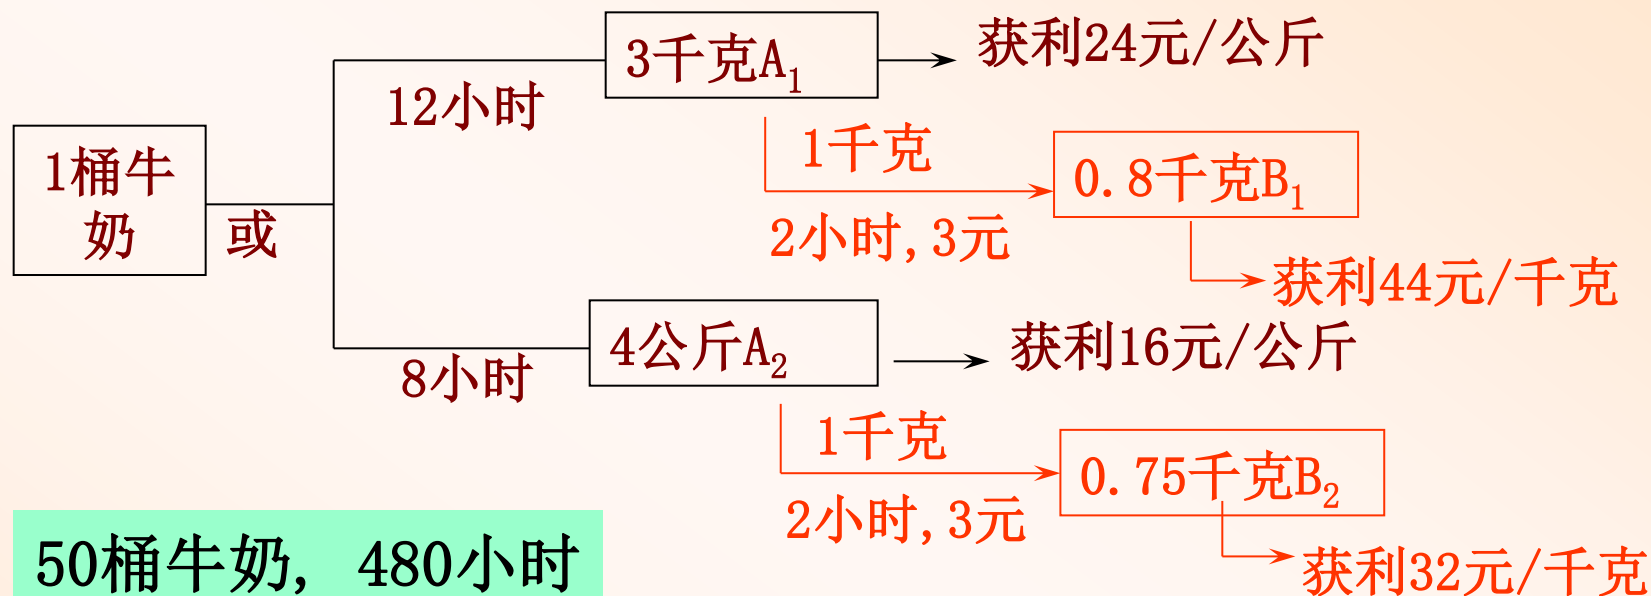 3千克A₁
获利24元/公斤
12小时
1千克
1桶牛
奶
0.8千克B₁
或
2小时,3元
获利44元/千克
4公斤A₂
获利16元/公斤
8小时
1千克
0.75千克B₂
2小时,3元
50桶牛奶, 480小时
获利32元/千克